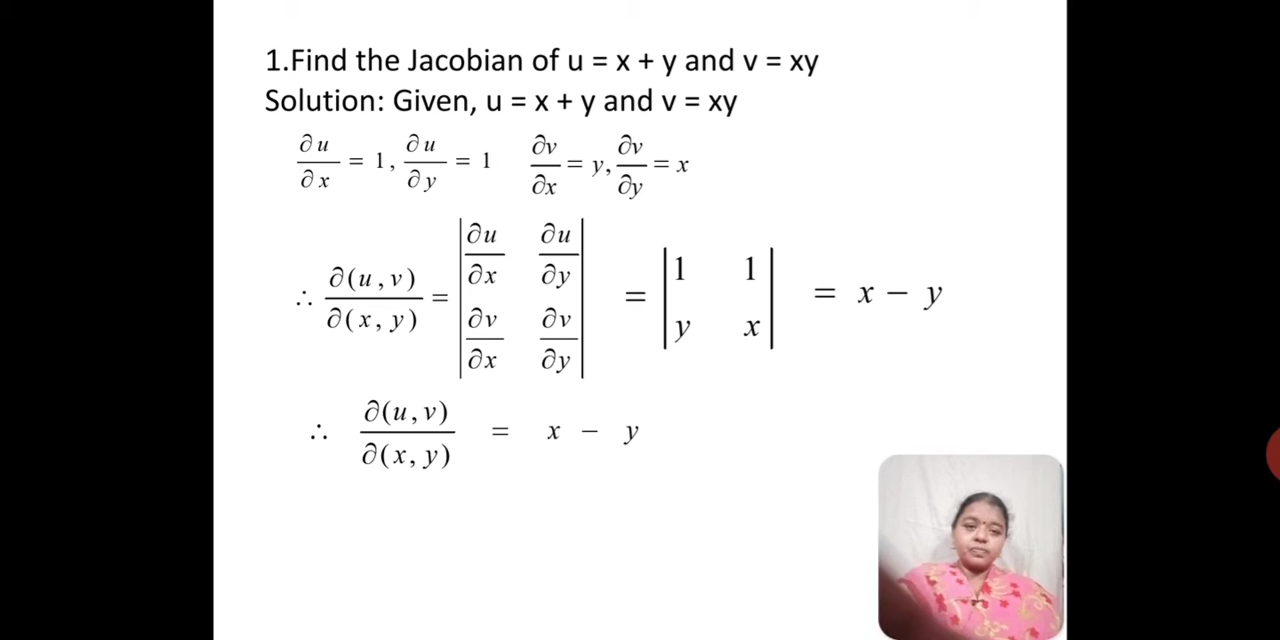 1.Find the Jacobian of u = x + y and v = xy
Solution: Given, u = x + y and v = xy
∂u/∂x = 1, ∂u/∂y = 1 ∂v/∂x = y, ∂v/∂y = x
∴ ∂(u,v)/∂(x,y) = |∂u/∂x ∂u/∂y; ∂v/∂x ∂v/∂y| = |1 1; y x| = x − y
∴ ∂(u,v)/∂(x,y) = x − y